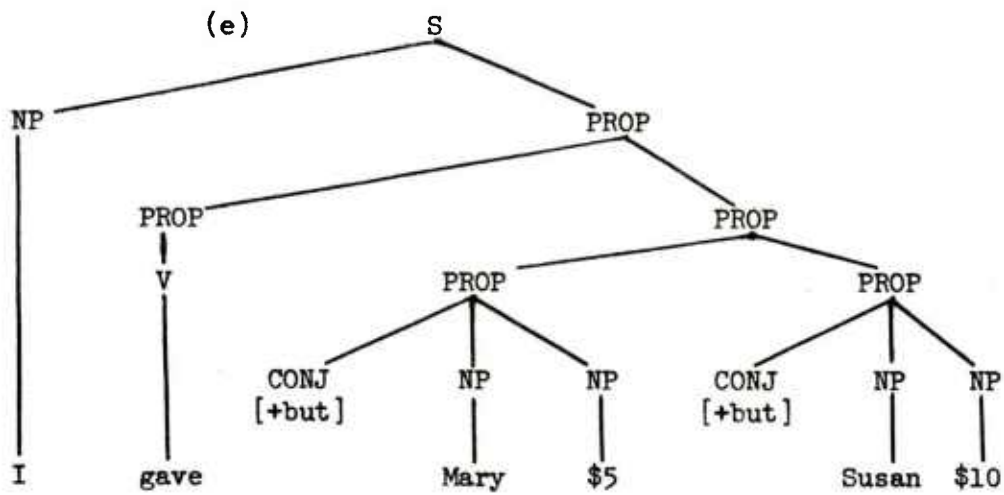 (e) S
NP PROP
PROP PROP
V PROP PROP
CONJ NP NP CONJ NP NP
[+but] [+but]
I gave Mary $5 Susan $10